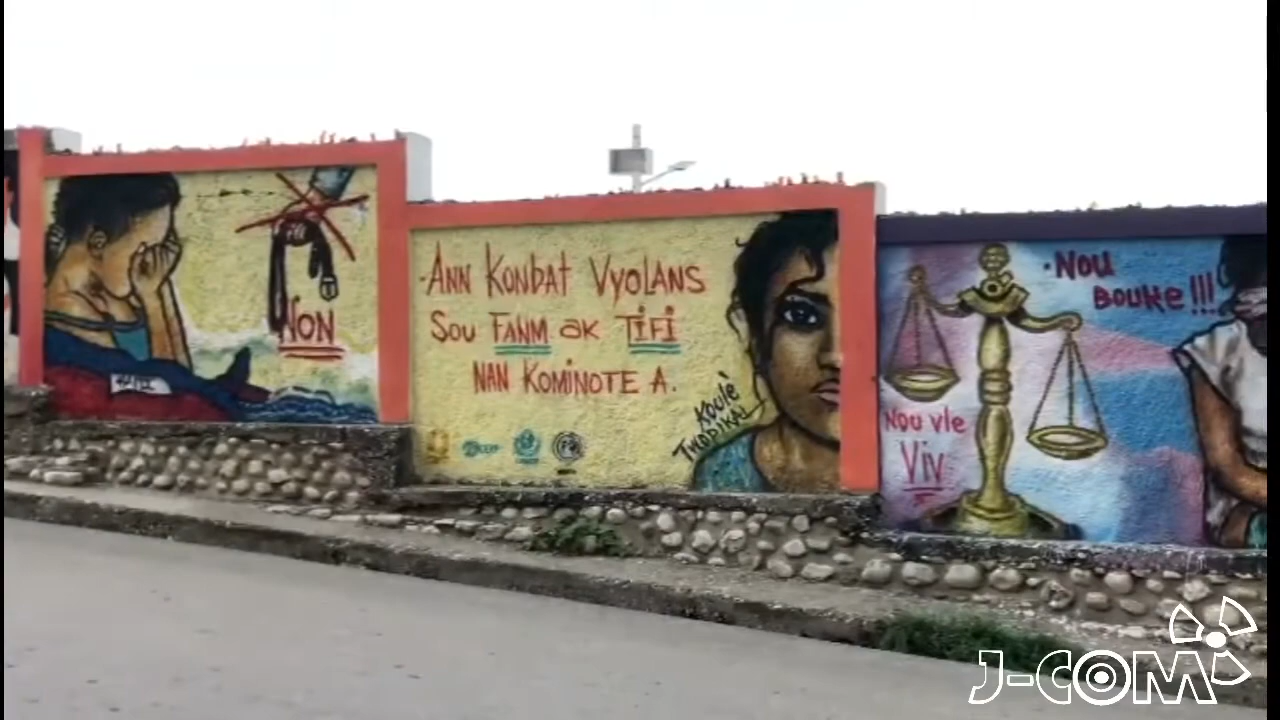 NON
·ANN KONBAT VYOLANS
SOU FANM AK TIFI
NAN KOMINOTE A.
KOULÈ
TWOPIKAL
·NOU
BOUKE !!!
NOU VLE
VIV
J-COM